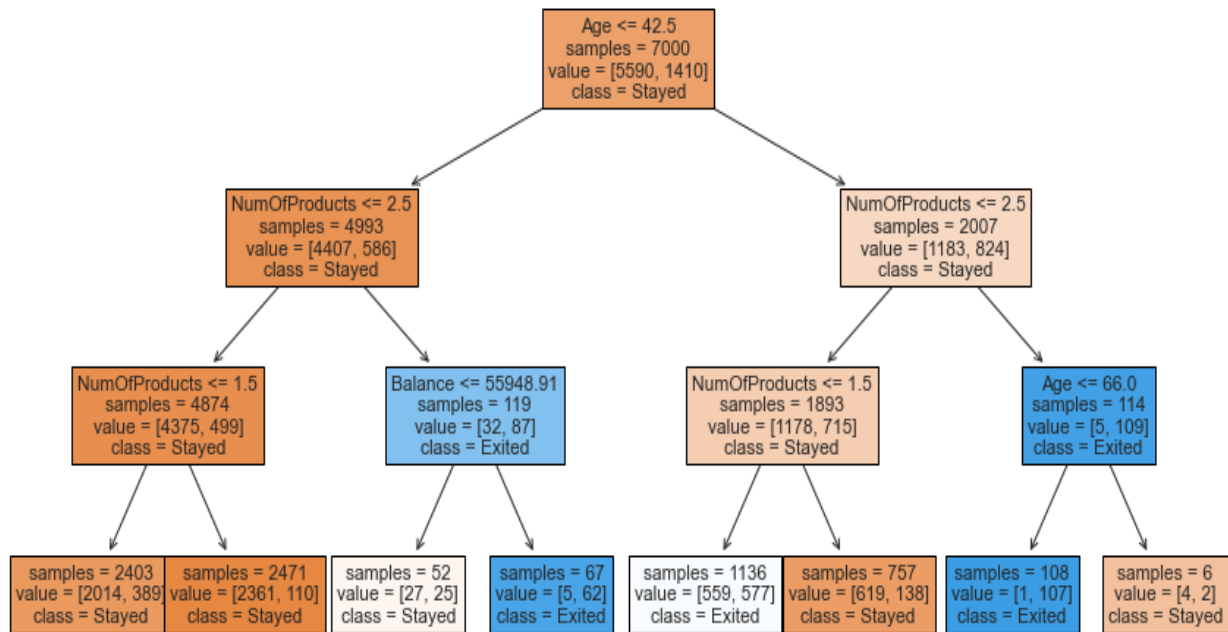 Age <= 42.5
samples = 7000
value = [5590, 1410]
class = Stayed
NumOfProducts <= 2.5
samples = 4993
value = [4407, 586]
class = Stayed
NumOfProducts <= 2.5
samples = 2007
value = [1183, 824]
class = Stayed
NumOfProducts <= 1.5
samples = 4874
value = [4375, 499]
class = Stayed
Balance <= 55948.91
samples = 119
value = [32, 87]
class = Exited
NumOfProducts <= 1.5
samples = 1893
value = [1178, 715]
class = Stayed
Age <= 66.0
samples = 114
value = [5, 109]
class = Exited
samples = 2403
value = [2014, 389]
class = Stayed
samples = 2471
value = [2361, 110]
class = Stayed
samples = 52
value = [27, 25]
class = Stayed
samples = 67
value = [5, 62]
class = Exited
samples = 1136
value = [559, 577]
class = Exited
samples = 757
value = [619, 138]
class = Stayed
samples = 108
value = [1, 107]
class = Exited
samples = 6
value = [4, 2]
class = Stayed